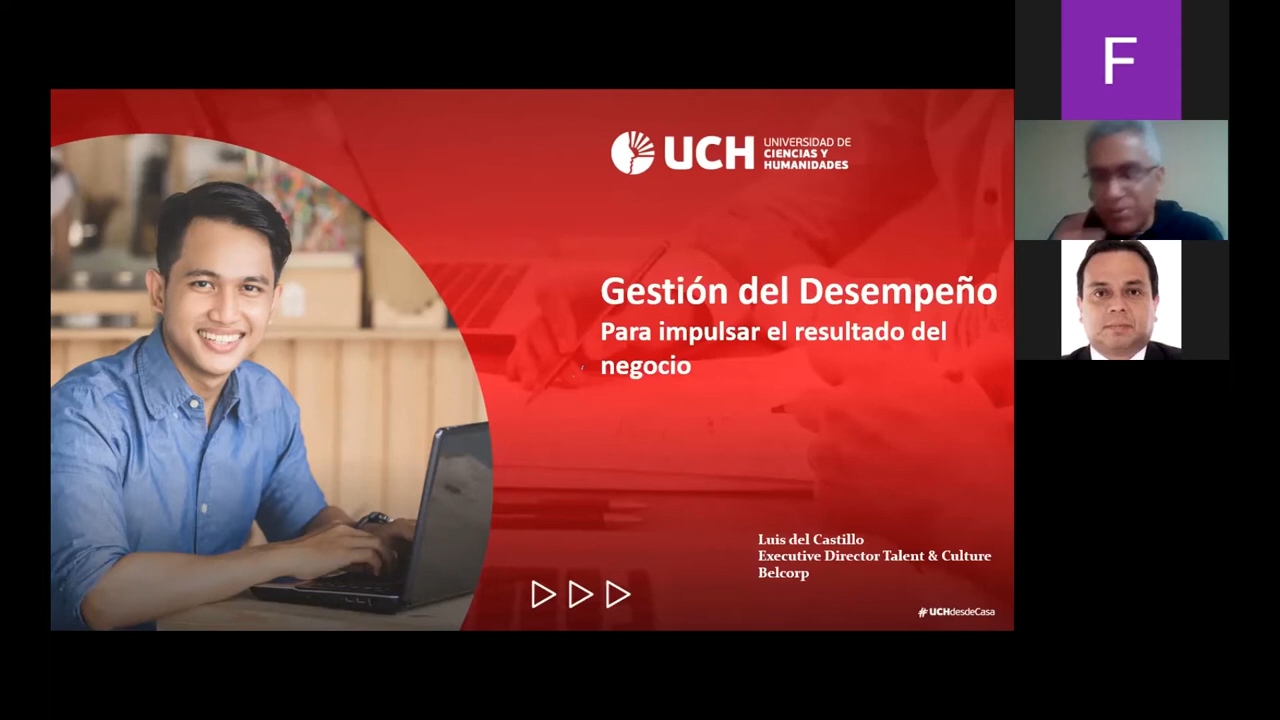 F
UCH
UNIVERSIDAD DE
CIENCIAS Y
HUMANIDADES
Gestión del Desempeño
Para impulsar el resultado del
negocio
Luis del Castillo
Executive Director Talent & Culture
Belcorp
#UCHdesdeCasa